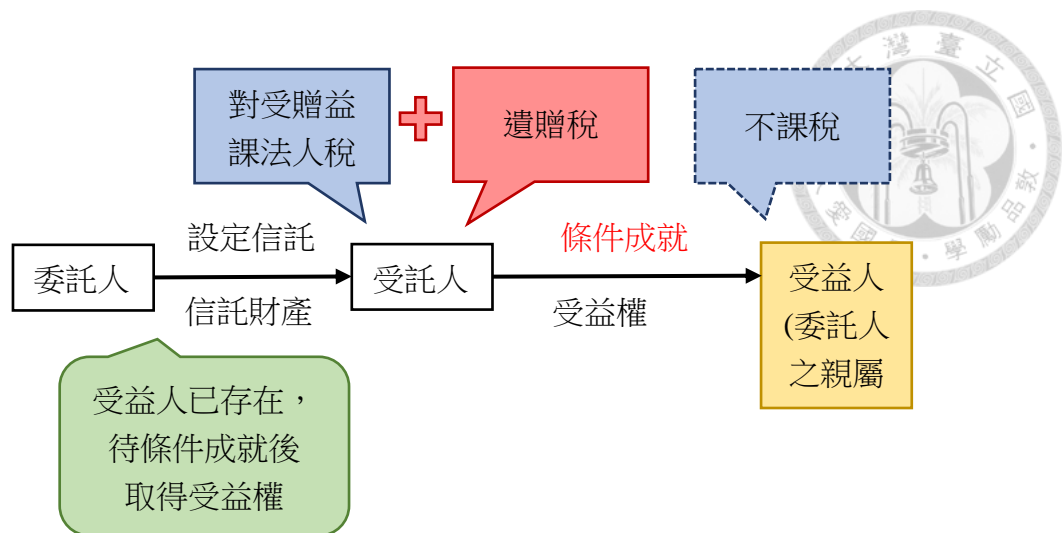 對受贈益
課法人稅
遺贈稅
不課稅
委託人
設定信託
信託財產
受託人
條件成就
受益權
受益人
(委託人
之親屬
受益人已存在，
待條件成就後
取得受益權